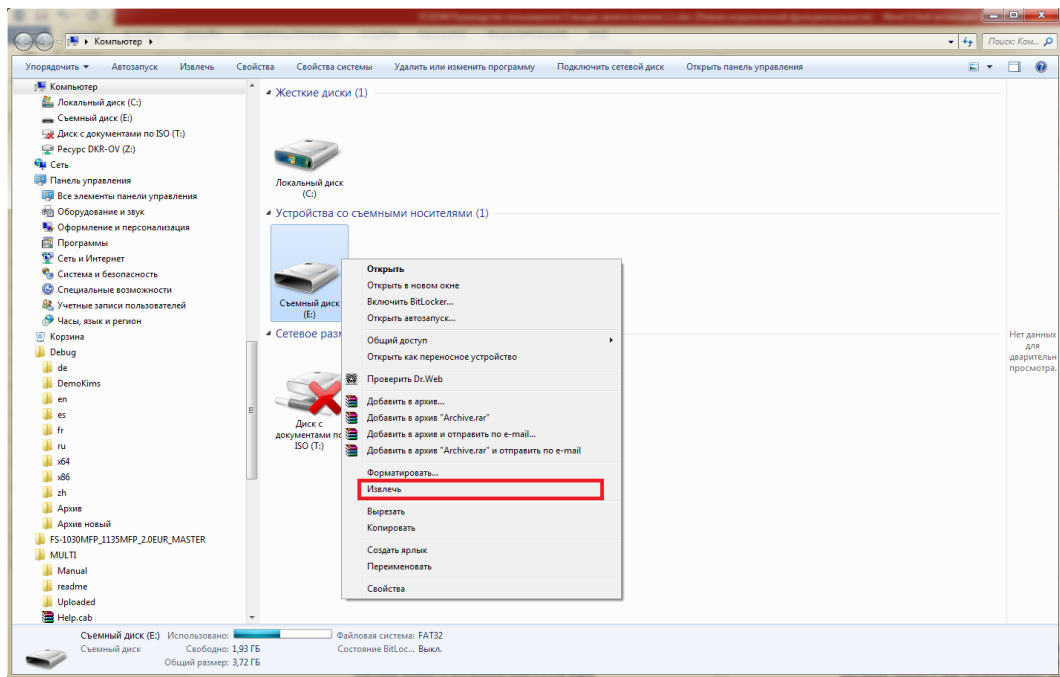 Компьютер
Поиск: Ком...
Упорядочить Автозапуск Извлечь Свойства Свойства системы Удалить или изменить программу Подключить сетевой диск Открыть панель управления
Компьютер
Локальный диск (C:)
Съемный диск (E:)
Диск с документами по ISO (T:)
Ресурс DKR-OV (Z:)
Сеть
Панель управления
Все элементы панели управления
Оборудование и звук
Оформление и персонализация
Программы
Сеть и Интернет
Система и безопасность
Специальные возможности
Учетные записи пользователей
Часы, язык и регион
Корзина
Debug
de
DemoKims
en
es
fr
ru
x64
x86
zh
Архив
Архив новый
FS-1030MFP_1135MFP_2.0EUR_MASTER
MULTI
Manual
readme
Uploaded
Help.cab
Жесткие диски (1)
Локальный диск
(C:)
Устройства со съемными носителями (1)
Съемный диск
(E:)
Сетевое разм
Диск с
документами по
ISO (T:)
Открыть
Открыть в новом окне
Включить BitLocker...
Открыть автозапуск...
Общий доступ
Открыть как переносное устройство
Проверить Dr.Web
Добавить в архив...
Добавить в архив "Archive.rar"
Добавить в архив и отправить по e-mail...
Добавить в архив "Archive.rar" и отправить по e-mail
Форматировать...
Извлечь
Вырезать
Копировать
Создать ярлык
Переименовать
Свойства
Нет данных
для
дварительн
просмотра.
Съемный диск (E:) Использовано: Файловая система: FAT32
Съемный диск Свободно: 1,93 ГБ Состояние BitLoc... Выкл.
Общий размер: 3,72 ГБ